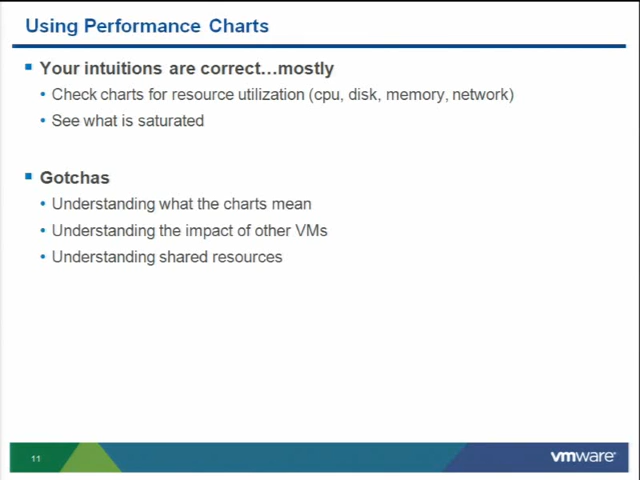 Using Performance Charts
Your intuitions are correct…mostly
Check charts for resource utilization (cpu, disk, memory, network)
See what is saturated
Gotchas
Understanding what the charts mean
Understanding the impact of other VMs
Understanding shared resources
11
vmware®